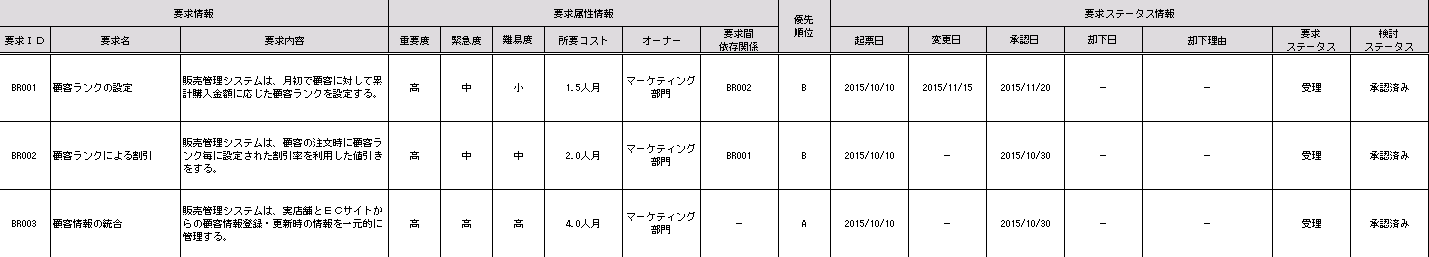 要求情報 要求属性情報 優先順位 要求ステータス情報
要求ＩＤ 要求名 要求内容 重要度 緊急度 難易度 所要コスト オーナー 要求間依存関係 起票日 変更日 承認日 却下日 却下理由 要求ステータス 検討ステータス
BR001 顧客ランクの設定 販売管理システムは、月初で顧客に対して累計購入金額に応じた顧客ランクを設定する。 高 中 小 1.5人月 マーケティング部門 BR002 B 2015/10/10 2015/11/15 2015/11/20 － － 受理 承認済み
BR002 顧客ランクによる割引 販売管理システムは、顧客の注文時に顧客ランク毎に設定された割引率を利用した値引きをする。 高 中 中 2.0人月 マーケティング部門 BR001 B 2015/10/10 － 2015/10/30 － － 受理 承認済み
BR003 顧客情報の統合 販売管理システムは、実店舗とＥＣサイトからの顧客情報登録・更新時の情報を一元的に管理する。 高 高 高 4.0人月 マーケティング部門 － A 2015/10/10 － 2015/10/30 － － 受理 承認済み